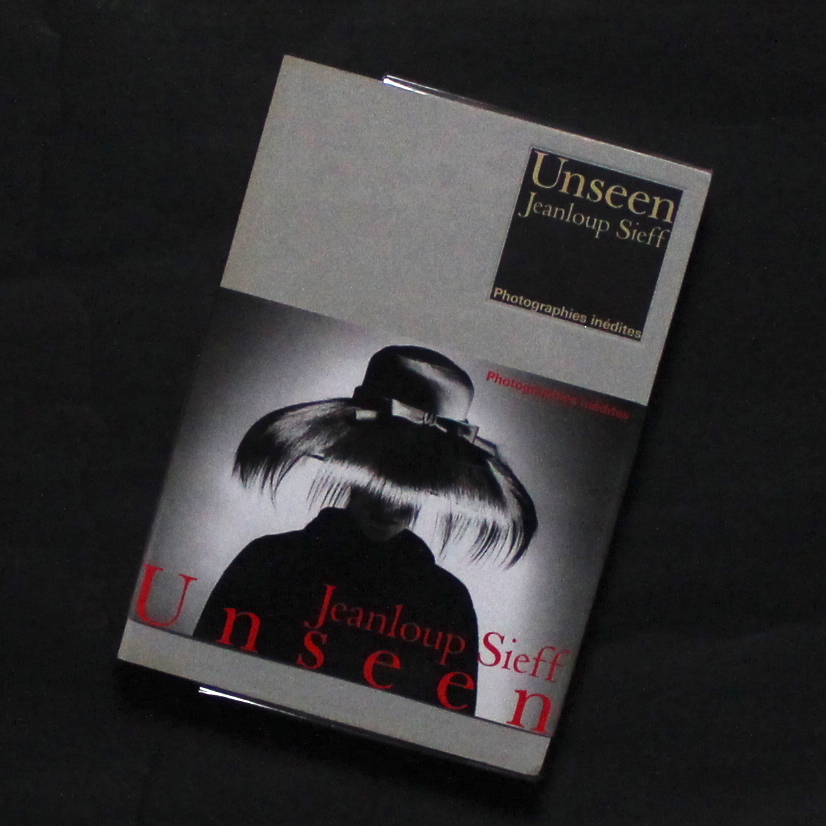 Unseen
Jeanloup Sieff
Photographies inédites
Photographies inédites
Jeanloup Sieff
Unseen